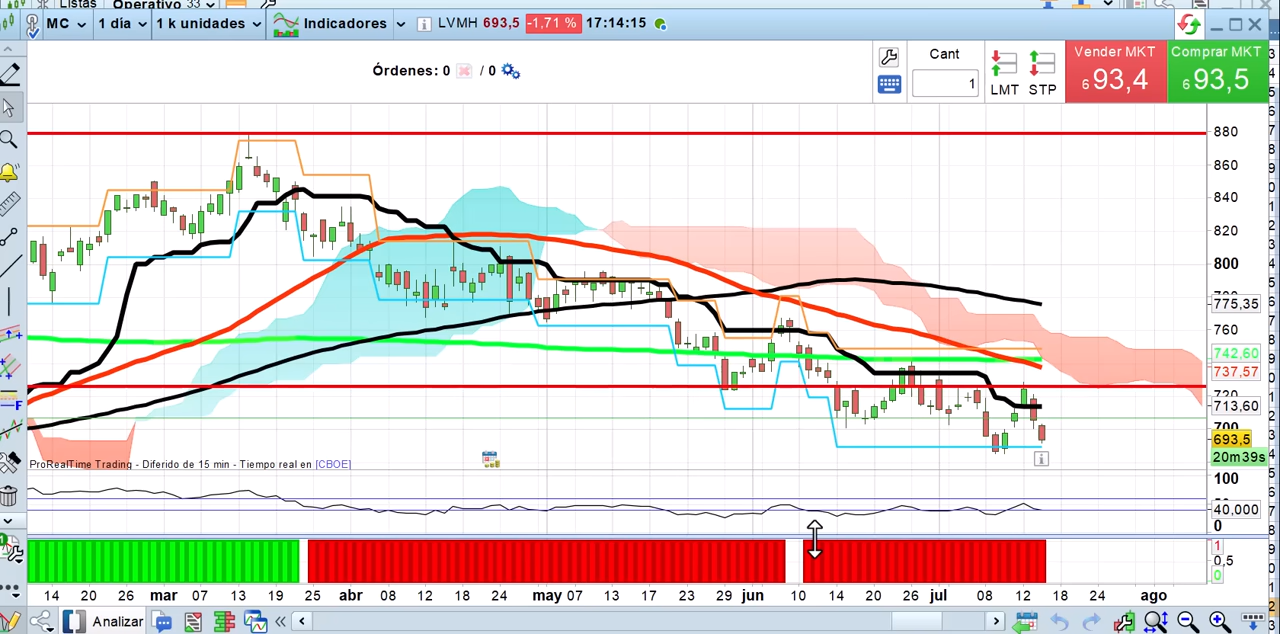 Listas
Operativo 33
MC 1 día 1 k unidades Indicadores LVMH 693,5 -1,71 % 17:14:15
Órdenes: 0 / 0
Cant
1
LMT STP
Vender MKT
6 93,4
Comprar MKT
6 93,5
880
860
840
820
800
775,35
760
742,60
737,57
720
713,60
700
693,5
20m39s
ProRealTime Trading - Diferido de 15 min - Tiempo real en [CBOE]
100
40,000
0
1
0,5
0
14 20 26 mar 07 13 19 25 abr 08 12 18 24 may 07 13 17 23 29 jun 10 14 20 26 jul 08 12 18 24 ago
Analizar